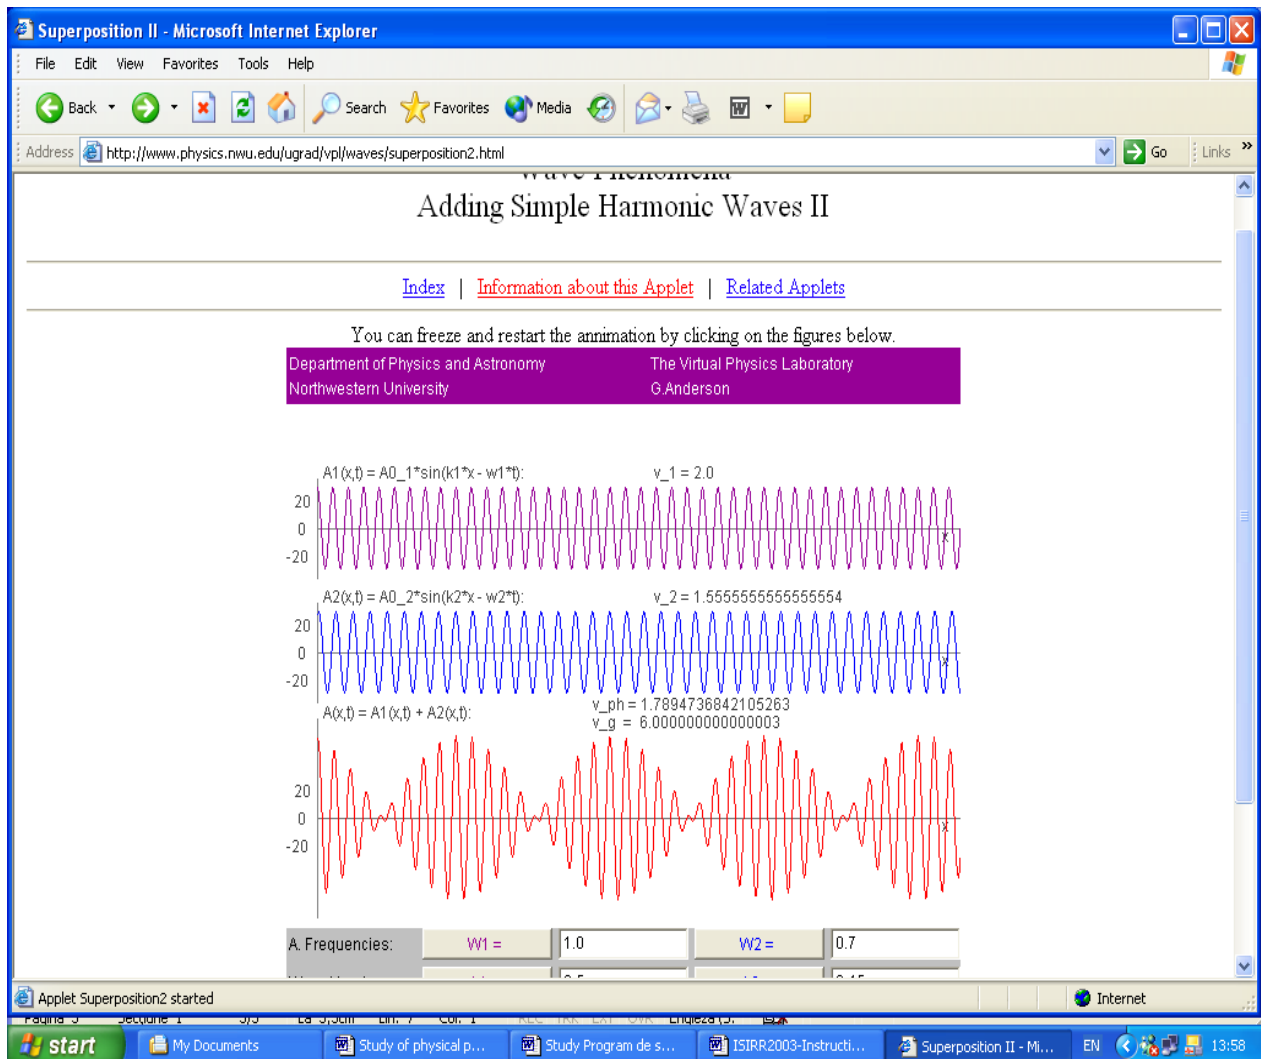 Superposition II - Microsoft Internet Explorer
File Edit View Favorites Tools Help
Back Search Favorites Media
Address http://www.physics.nwu.edu/ugrad/vpl/waves/superposition2.html Go Links »
Wave Phenomena
Adding Simple Harmonic Waves II
Index | Information about this Applet | Related Applets
You can freeze and restart the annimation by clicking on the figures below.
Department of Physics and Astronomy The Virtual Physics Laboratory
Northwestern University G.Anderson
A1(x,t) = A0_1*sin(k1*x - w1*t): v_1 = 2.0
20
0
-20
x
A2(x,t) = A0_2*sin(k2*x - w2*t): v_2 = 1.5555555555555554
20
0
-20
x
A(x,t) = A1(x,t) + A2(x,t): v_ph = 1.7894736842105263
v_g = 6.000000000000003
20
0
-20
x
A. Frequencies: W1 = 1.0 W2 = 0.7
Applet Superposition2 started Internet
start My Documents Study of physical p... Study Program de s... ISIRR2003-Instructi... Superposition II - Mi... EN 13:58